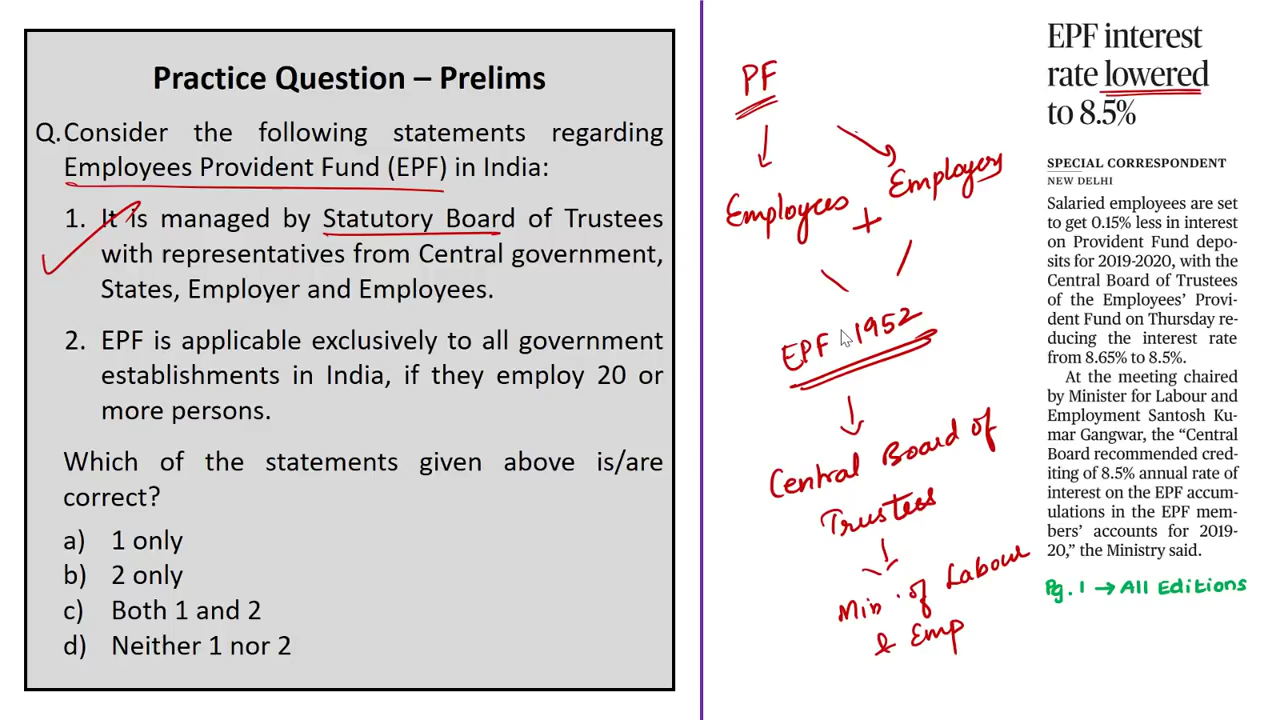 Practice Question – Prelims
Q. Consider the following statements regarding
Employees Provident Fund (EPF) in India:
1. It is managed by Statutory Board of Trustees
with representatives from Central government,
States, Employer and Employees.
2. EPF is applicable exclusively to all government
establishments in India, if they employ 20 or
more persons.
Which of the statements given above is/are
correct?
a) 1 only
b) 2 only
c) Both 1 and 2
d) Neither 1 nor 2
PF
Employees + Employers
EPF 1952
Central Board of
Trustees
Min. of Labour
& Emp
EPF interest
rate lowered
to 8.5%
SPECIAL CORRESPONDENT
NEW DELHI
Salaried employees are set
to get 0.15% less in interest
on Provident Fund depo-
sits for 2019-2020, with the
Central Board of Trustees
of the Employees' Provi-
dent Fund on Thursday re-
ducing the interest rate
from 8.65% to 8.5%.
At the meeting chaired
by Minister for Labour and
Employment Santosh Ku-
mar Gangwar, the “Central
Board recommended cred-
iting of 8.5% annual rate of
interest on the EPF accum-
ulations in the EPF mem-
bers’ accounts for 2019-
20,” the Ministry said.
Pg. 1 → All Editions